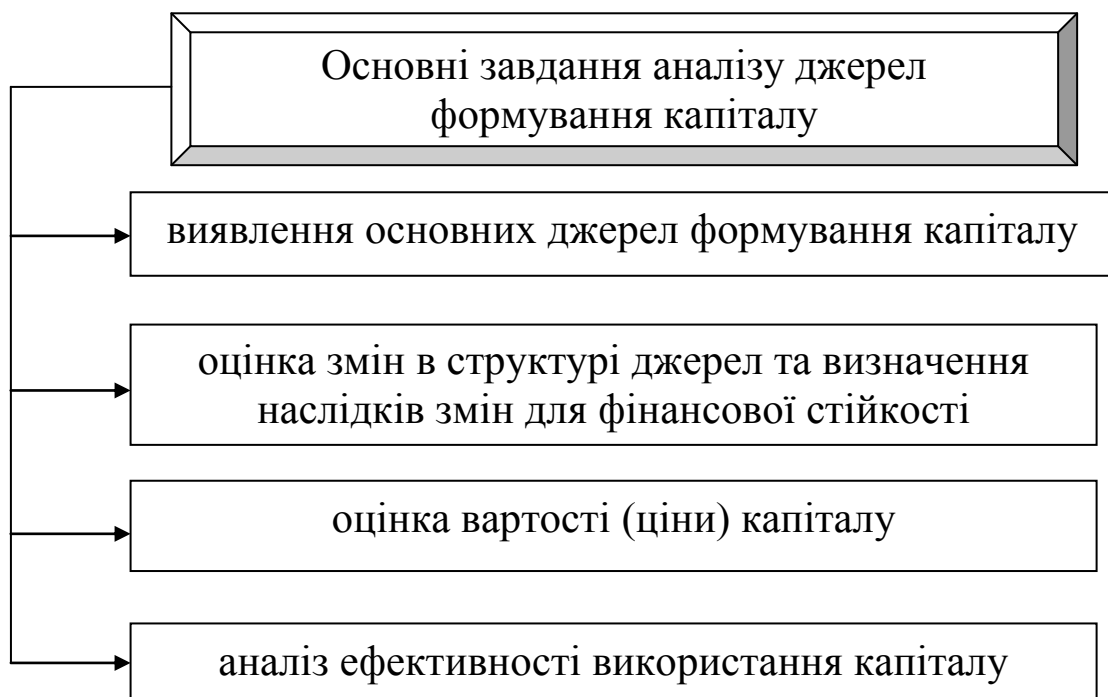 Основні завдання аналізу джерел
формування капіталу
виявлення основних джерел формування капіталу
оцінка змін в структурі джерел та визначення
наслідків змін для фінансової стійкості
оцінка вартості (ціни) капіталу
аналіз ефективності використання капіталу